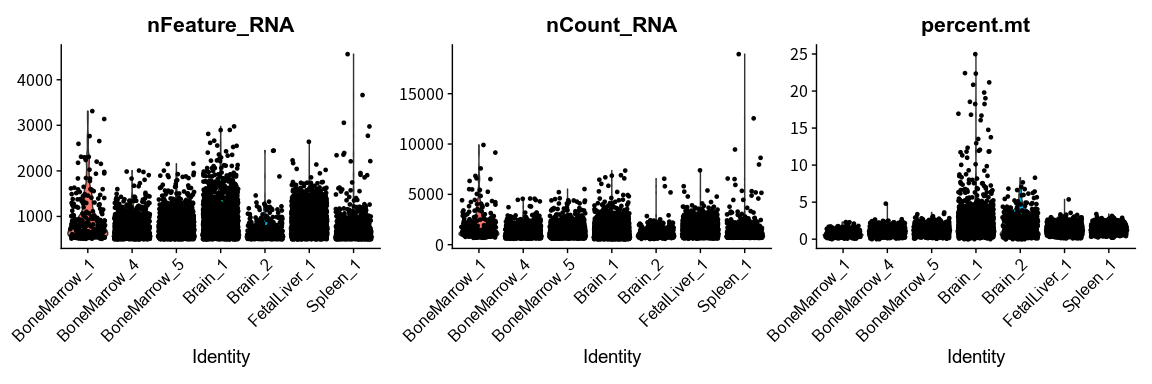 nFeature_RNA
4000
3000
2000
1000
BoneMarrow_1
BoneMarrow_4
BoneMarrow_5
Brain_1
Brain_2
FetalLiver_1
Spleen_1
Identity
nCount_RNA
15000
10000
5000
0
BoneMarrow_1
BoneMarrow_4
BoneMarrow_5
Brain_1
Brain_2
FetalLiver_1
Spleen_1
Identity
percent.mt
25
20
15
10
5
0
BoneMarrow_1
BoneMarrow_4
BoneMarrow_5
Brain_1
Brain_2
FetalLiver_1
Spleen_1
Identity